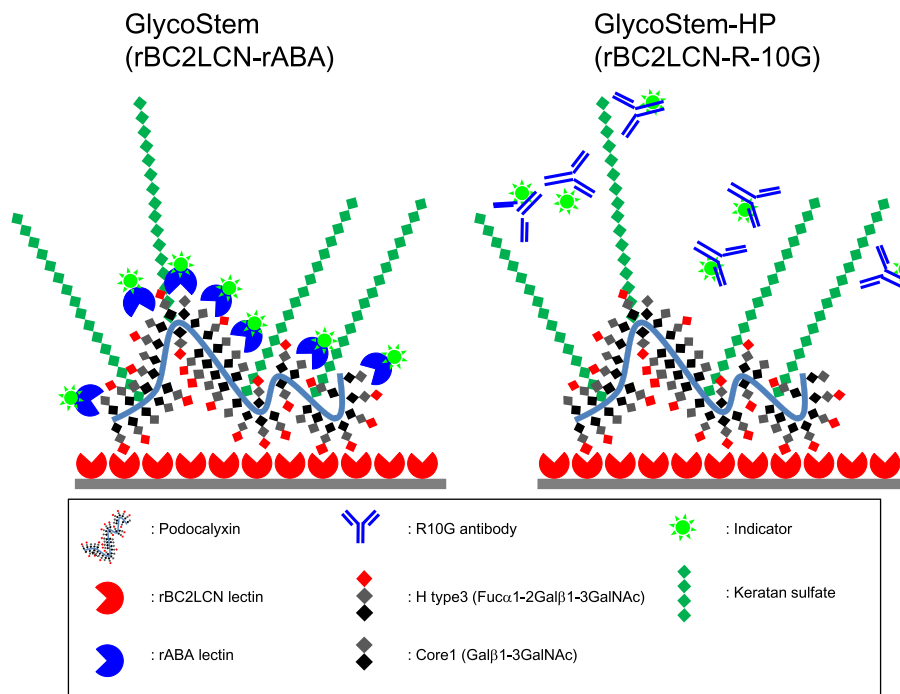 GlycoStem
(rBC2LCN-rABA)
GlycoStem-HP
(rBC2LCN-R-10G)
: Podocalyxin
: R10G antibody
: Indicator
: rBC2LCN lectin
: H type3 (Fucα1-2Galβ1-3GalNAc)
: Keratan sulfate
: rABA lectin
: Core1 (Galβ1-3GalNAc)